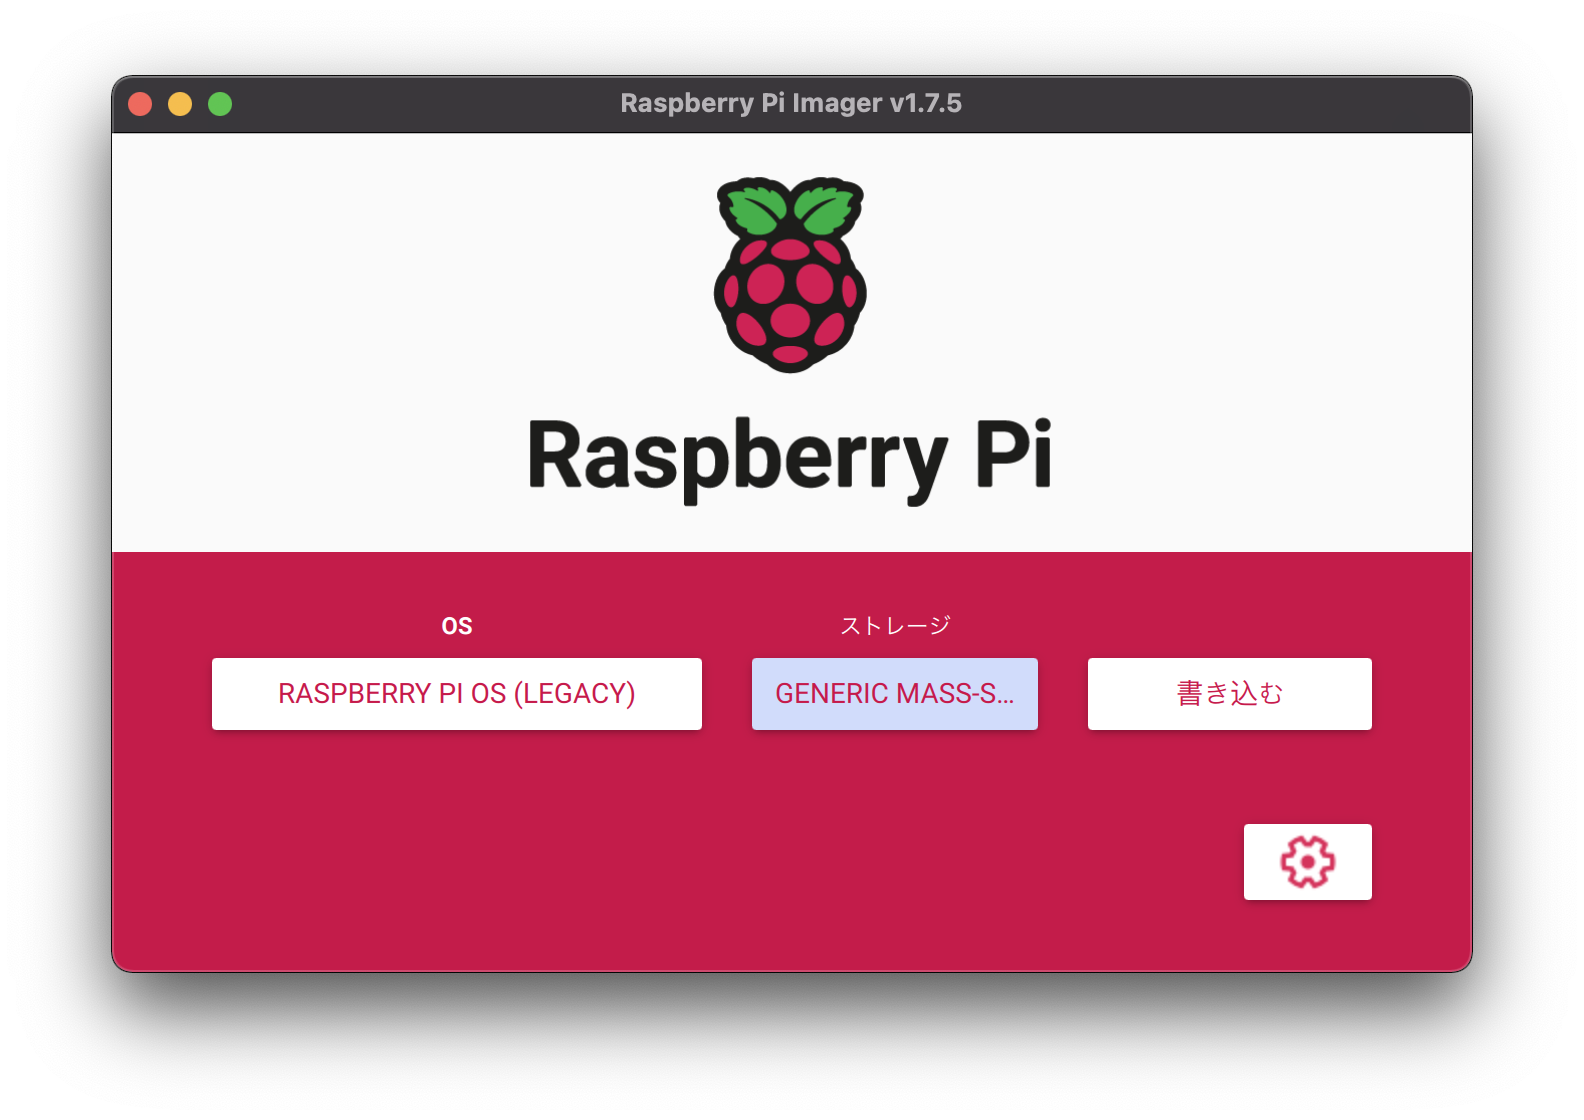 Raspberry Pi Imager v1.7.5
Raspberry Pi
OS
ストレージ
RASPBERRY PI OS (LEGACY)
GENERIC MASS-S...
書き込む